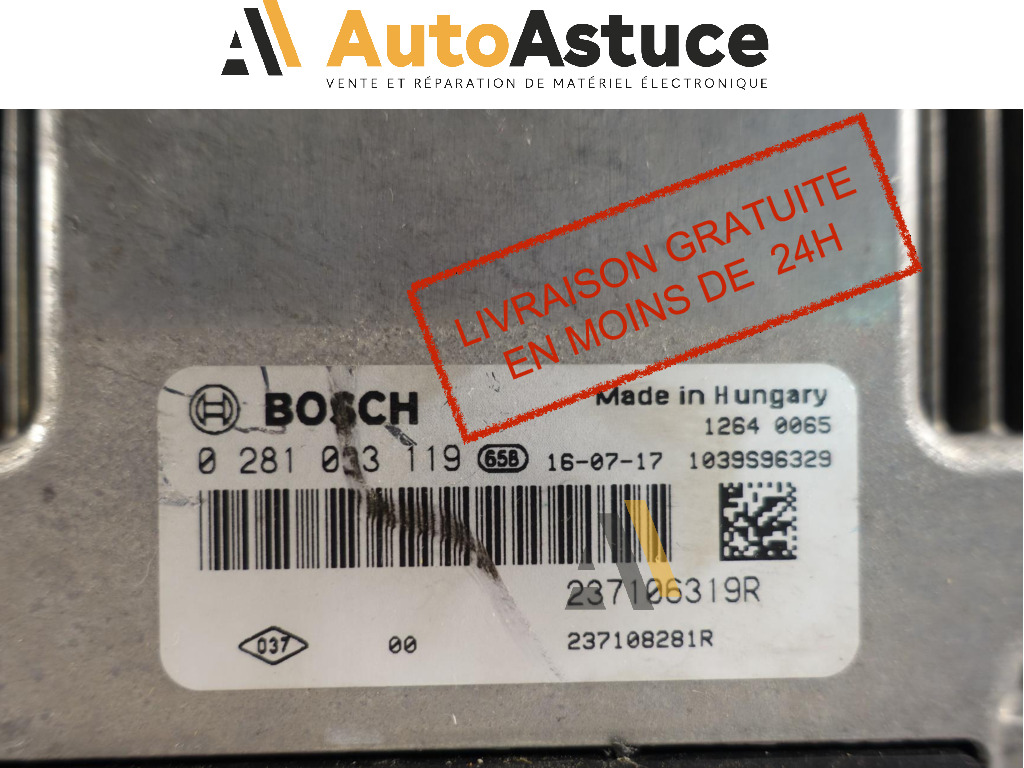 AutoAstuce
VENTE ET RÉPARATION DE MATÉRIEL ÉLECTRONIQUE
LIVRAISON GRATUITE
EN MOINS DE 24H
BOSCH
Made in Hungary
1264 0065
0 281 033 119 65B 16-07-17 1039S96329
237106319R
037 00 237108281R